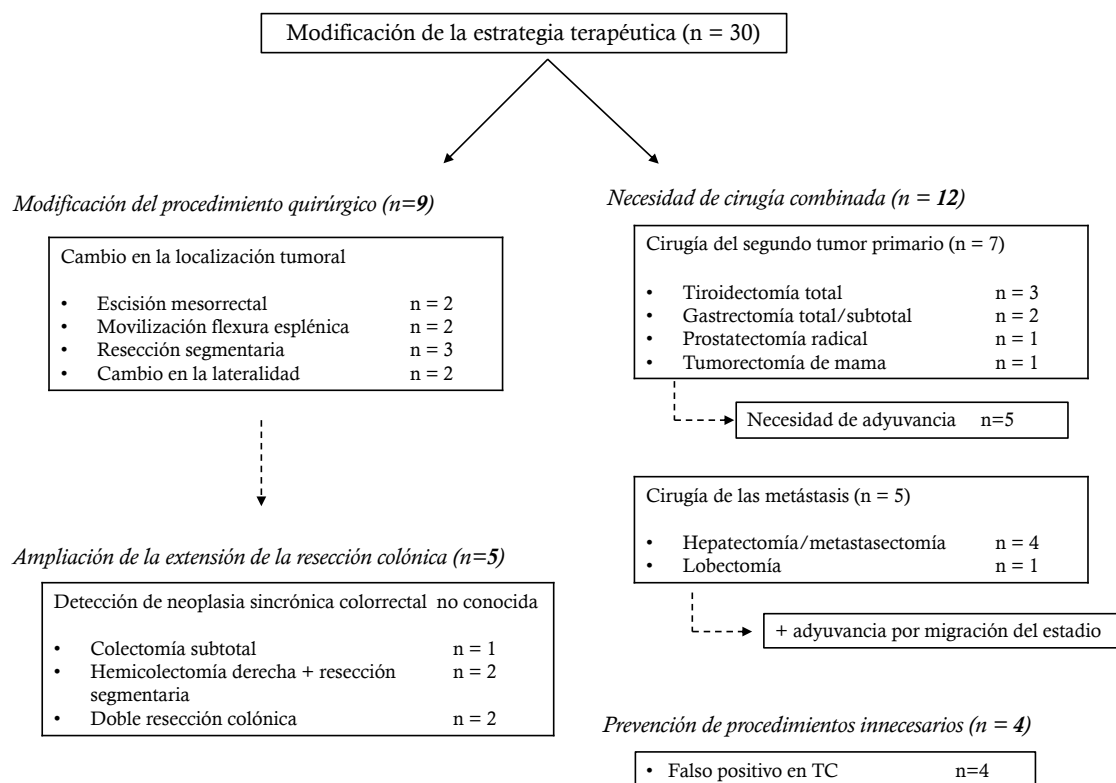 Modificación de la estrategia terapéutica (n = 30)
Modificación del procedimiento quirúrgico (n=9)
Cambio en la localización tumoral
• Escisión mesorrectal n = 2
• Movilización flexura esplénica n = 2
• Resección segmentaria n = 3
• Cambio en la lateralidad n = 2
Ampliación de la extensión de la resección colónica (n=5)
Detección de neoplasia sincrónica colorrectal no conocida
• Colectomía subtotal n = 1
• Hemicolectomía derecha + resección n = 2
segmentaria
• Doble resección colónica n = 2
Necesidad de cirugía combinada (n = 12)
Cirugía del segundo tumor primario (n = 7)
• Tiroidectomía total n = 3
• Gastrectomía total/subtotal n = 2
• Prostatectomía radical n = 1
• Tumorectomía de mama n = 1
Necesidad de adyuvancia n=5
Cirugía de las metástasis (n = 5)
• Hepatectomía/metastasectomía n = 4
• Lobectomía n = 1
+ adyuvancia por migración del estadio
Prevención de procedimientos innecesarios (n = 4)
• Falso positivo en TC n=4